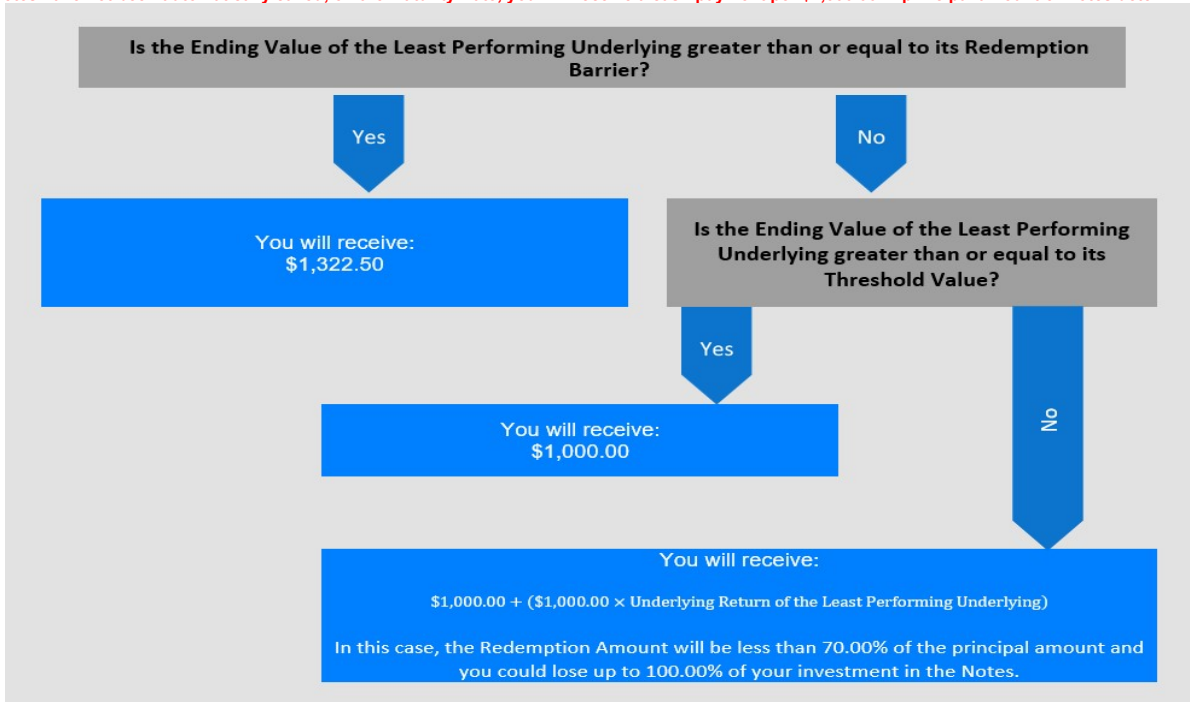 Is the Ending Value of the Least Performing Underlying greater than or equal to its Redemption
Barrier?
Yes
No
You will receive:
$1,322.50
Is the Ending Value of the Least Performing
Underlying greater than or equal to its
Threshold Value?
Yes
No
You will receive:
$1,000.00
You will receive:
$1,000.00 + ($1,000.00 × Underlying Return of the Least Performing Underlying)
In this case, the Redemption Amount will be less than 70.00% of the principal amount and
you could lose up to 100.00% of your investment in the Notes.